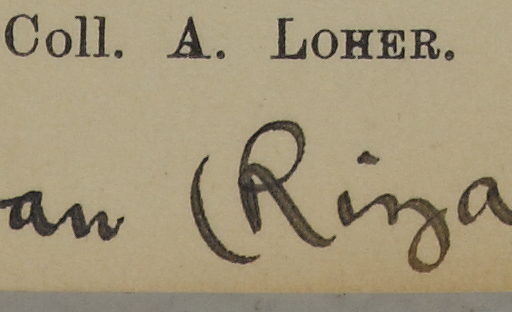 Coll. A. LOHER.
an (Riza